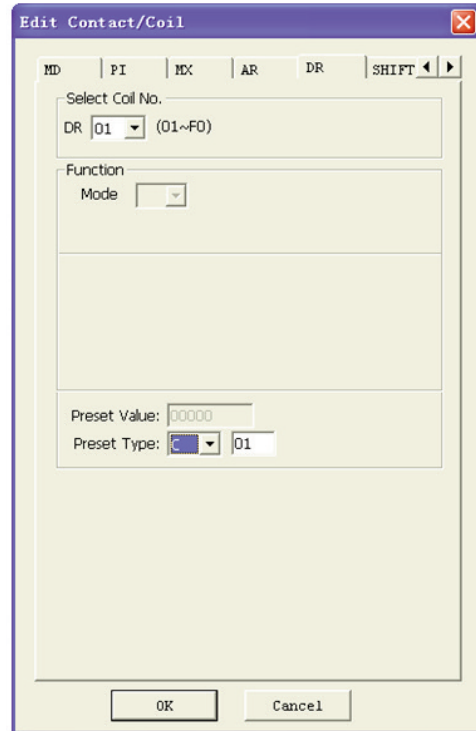 Edit Contact/Coil
MD PI MX AR DR SHIFT
Select Coil No.
DR 01 (01~F0)
Function
Mode
Preset Value: 00000
Preset Type: C 01
OK Cancel